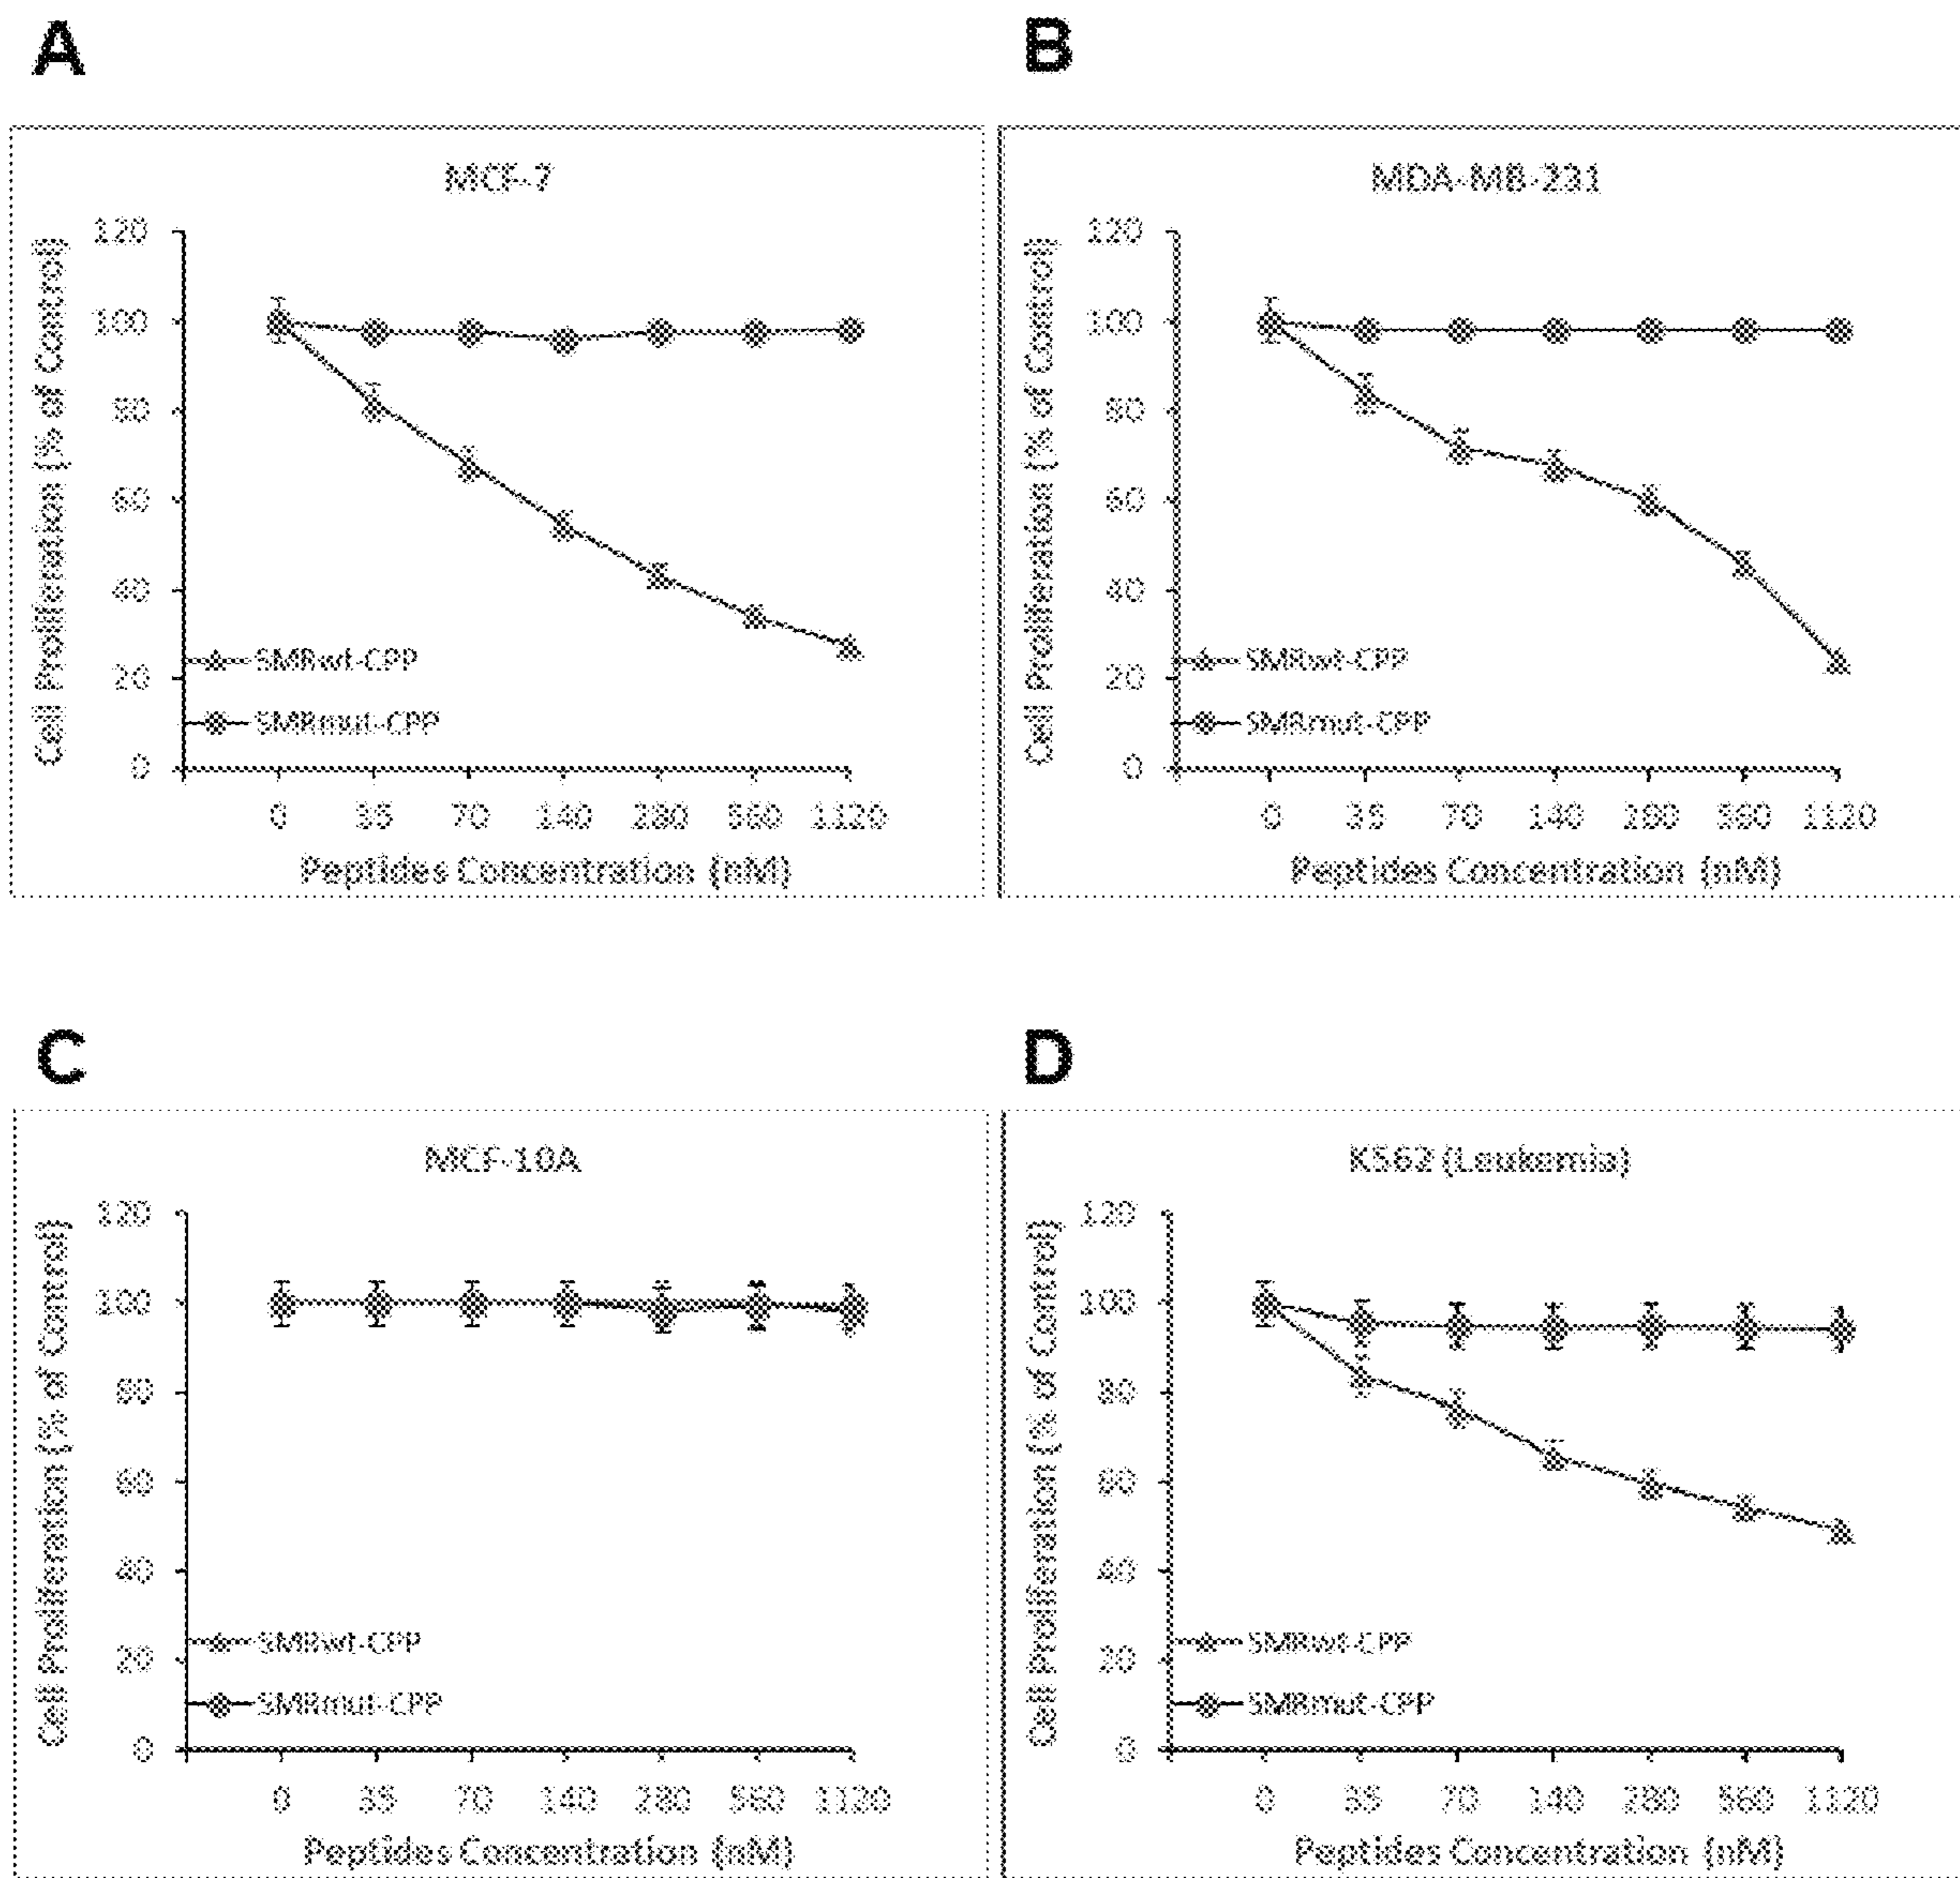 A
MCF-7
Cell Proliferation (% of Control)
120
100
80
60
40
20
0
SMRwt-CPP
SMRmut-CPP
0 35 70 140 280 560 1120
Peptides Concentration (nM)
B
MDA-MB-231
Cell Proliferation (% of Control)
120
100
80
60
40
20
0
SMRwt-CPP
SMRmut-CPP
0 35 70 140 280 560 1120
Peptides Concentration (nM)
C
MCF-10A
Cell Proliferation (% of Control)
120
100
80
60
40
20
0
SMRwt-CPP
SMRmut-CPP
0 35 70 140 280 560 1120
Peptides Concentration (nM)
D
K562 (Leukemia)
Cell Proliferation (% of Control)
120
100
80
60
40
20
0
SMRwt-CPP
SMRmut-CPP
0 35 70 140 280 560 1120
Peptides Concentration (nM)